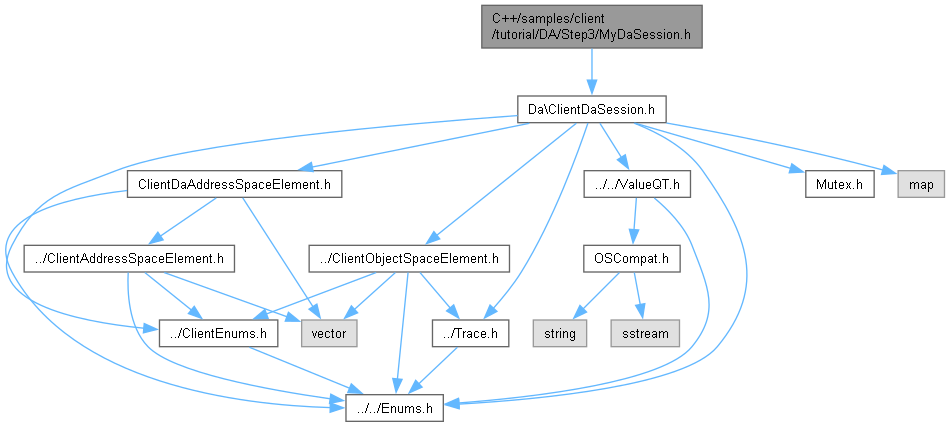 C++/samples/client
/tutorial/DA/Step3/MyDaSession.h
Da\ClientDaSession.h
ClientDaAddressSpaceElement.h
../../ValueQT.h
Mutex.h
map
../ClientAddressSpaceElement.h
../ClientObjectSpaceElement.h
OSCompat.h
../ClientEnums.h
vector
../Trace.h
string
sstream
../../Enums.h